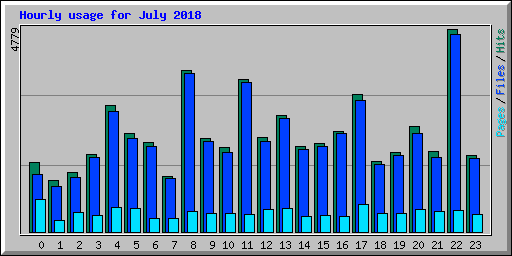 Hourly usage for July 2018
4779
Pages/Files/Hits
0 1 2 3 4 5 6 7 8 9 10 11 12 13 14 15 16 17 18 19 20 21 22 23